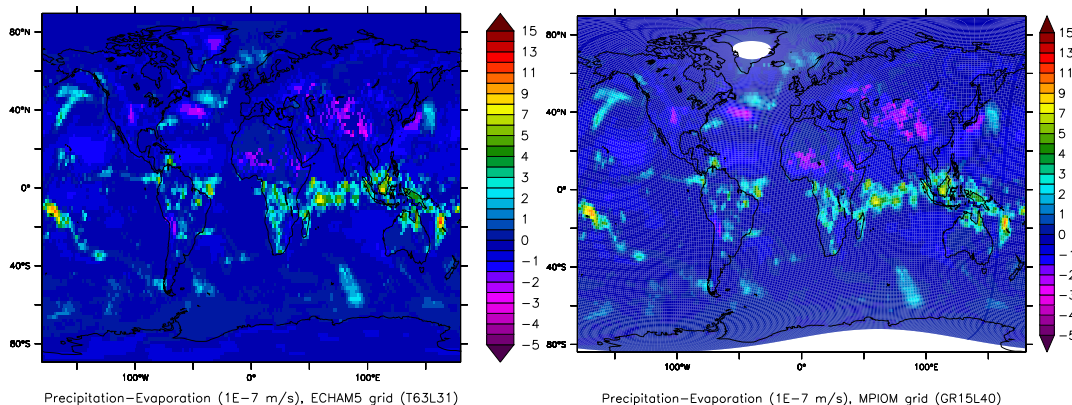 80°N
40°N
0°
40°S
80°S
100°W
0°
100°E
15
13
11
9
7
5
3
2
1
0
−1
−2
−3
−4
−5
Precipitation−Evaporation (1E−7 m/s), ECHAM5 grid (T63L31)
80°N
40°N
0°
40°S
80°S
100°W
0°
100°E
15
13
11
9
7
5
3
2
1
0
−1
−2
−3
−4
−5
Precipitation−Evaporation (1E−7 m/s), MPIOM grid (GR15L40)